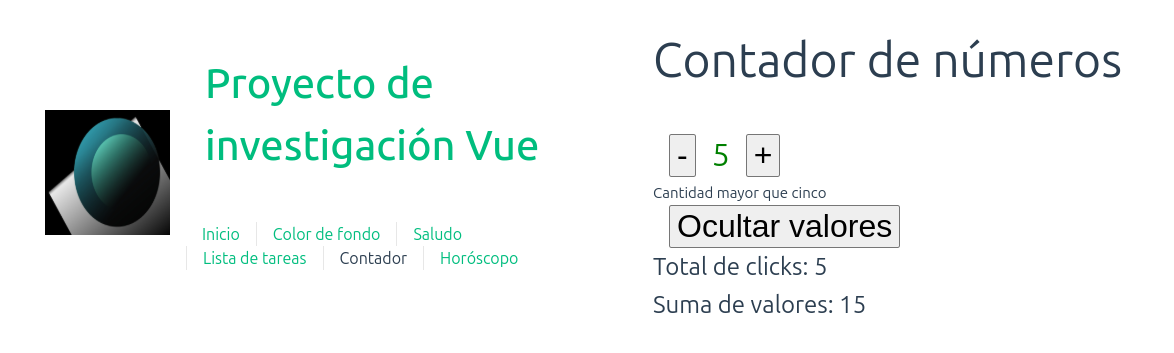 Proyecto de
investigación Vue
Inicio Color de fondo Saludo
Lista de tareas Contador Horóscopo
Contador de números
- 5 +
Cantidad mayor que cinco
Ocultar valores
Total de clicks: 5
Suma de valores: 15